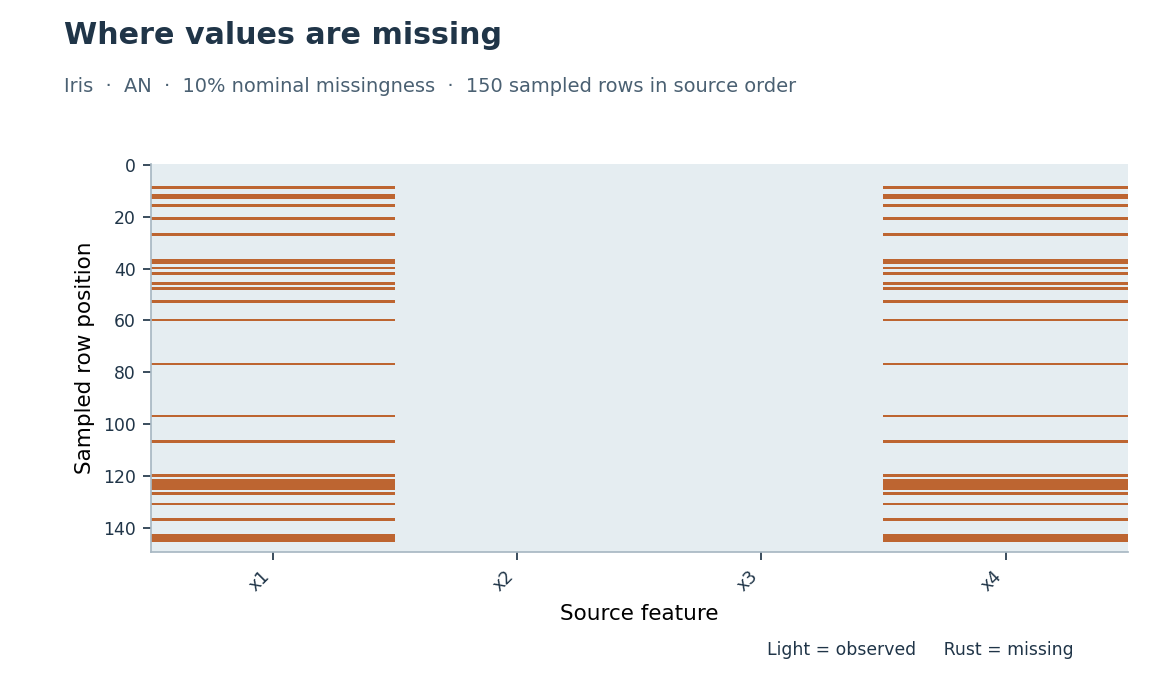 Where values are missing
Iris · AN · 10% nominal missingness · 150 sampled rows in source order
0
20
40
60
80
100
120
140
Sampled row position
x1
x2
x3
x4
Source feature
Light = observed Rust = missing